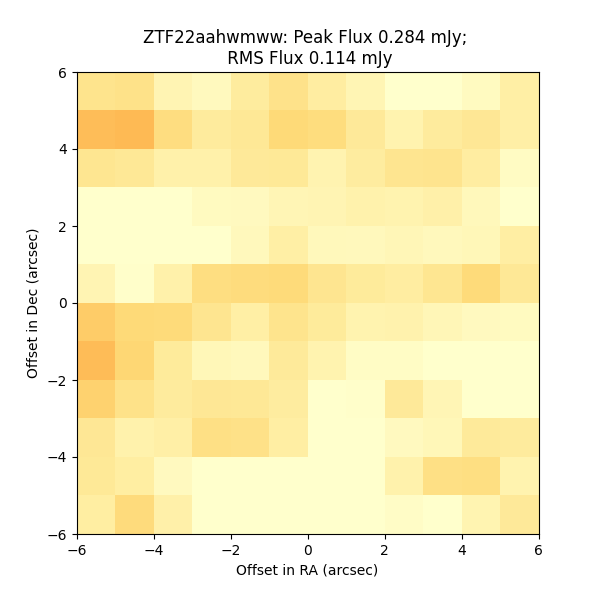 ZTF22aahwmww: Peak Flux 0.284 mJy;
RMS Flux 0.114 mJy
6
4
2
0
−2
−4
−6
Offset in Dec (arcsec)
−6 −4 −2 0 2 4 6
Offset in RA (arcsec)